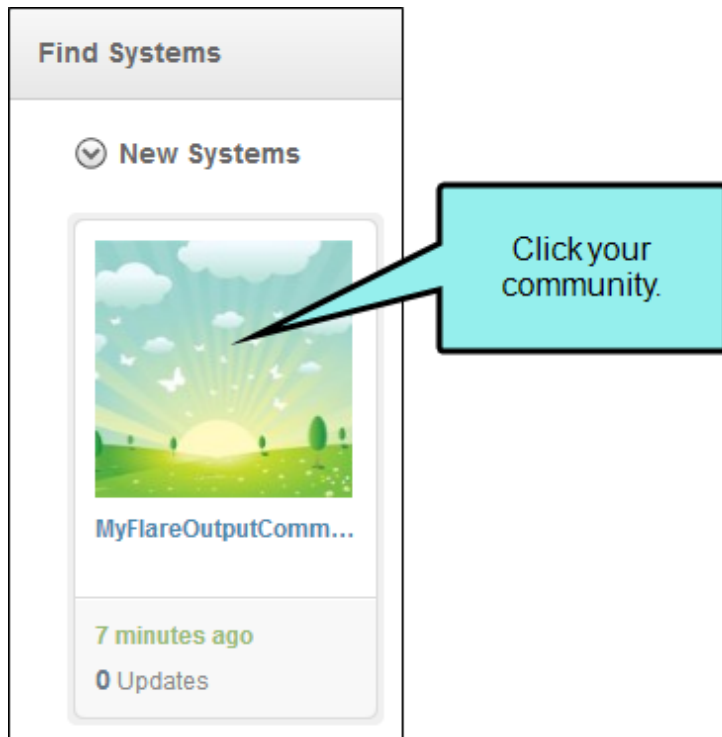 Find Systems
New Systems
Click your
community.
MyFlareOutputComm...
7 minutes ago
0 Updates